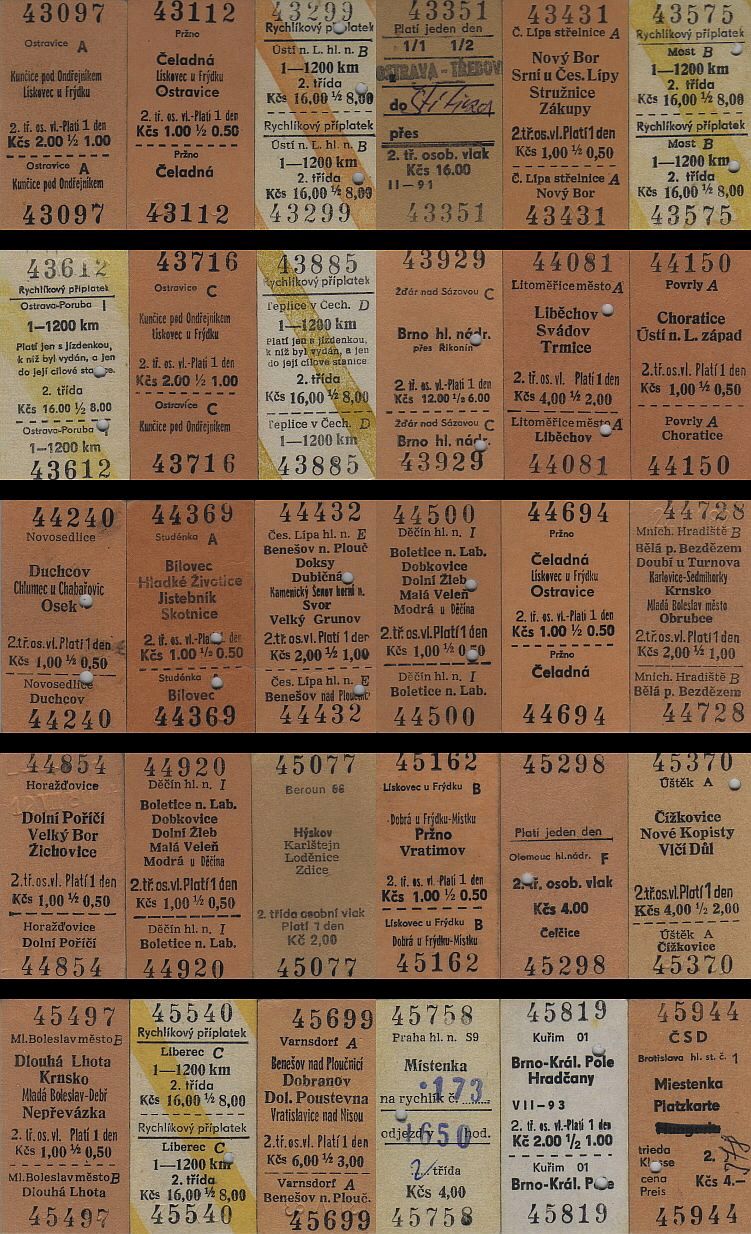 43097
Ostravice A
Kunčice pod Ondřejníkem
Lískovec u Frýdku
2. tř. os. vl.-Platí 1 den
Kčs 2.00 ½ 1.00
Ostravice A
Kunčice pod Ondřejníkem
43097
43112
Pržno
Čeladná
Lískovec u Frýdku
Ostravice
2. tř. os. vl.-Platí 1 den
Kčs 1.00 ½ 0.50
Pržno
Čeladná
43112
43299
Rychlíkový příplatek
Ústí n. L. hl. n. B
1—1200 km
2. třída
Kčs 16,00 ½ 8,00
Rychlíkový příplatek
Ústí n. L. hl. n. B
1—1200 km
2. třída
Kčs 16,00 ½ 8,00
43299
43351
Platí jeden den
1/1 1/2
OSTRAVA - TŘEBOV
do
přes
2. tř. osob. vlak
Kčs 16.00
II-91
43351
43431
Č. Lípa střelnice A
Nový Bor
Srní u Čes. Lípy
Stružnice
Zákupy
2.tř.os.vl.Platí 1 den
Kčs 1,00 ½ 0,50
Č. Lípa střelnice A
Nový Bor
43431
43575
Rychlíkový příplatek
Most B
1—1200 km
2. třída
Kčs 16,00 ½ 8,00
Rychlíkový příplatek
Most B
1—1200 km
2. třída
Kčs 16,00 ½ 8,00
43575
43612
Rychlíkový příplatek
Ostrava-Poruba I
1—1200 km
Platí jen s jízdenkou,
k níž byl vydán, a jen
do její cílové stanice.
2. třída
Kčs 16.00 ½ 8.00
Ostrava-Poruba I
1—1200 km
43612
43716
Ostravice C
Kunčice pod Ondřejníkem
Lískovec u Frýdku
2. tř. os. vl.-Platí 1 den
Kčs 2.00 ½ 1.00
Ostravice C
Kunčice pod Ondřejníkem
43716
43885
Rychlíkový příplatek
Teplice v Čech. D
1—1200 km
Platí jen s jízdenkou,
k níž byl vydán, a jen
do její cílové stanice
2. třída
Kčs 16,00 ½ 8,00
Teplice v Čech. D
1—1200 km
43885
43929
Žďár nad Sázavou C
Brno hl. nádr.
přes Rikonín
2. tř. os. vl.-Platí 1 den
Kčs 12.00 ½ 6.00
Žďár nad Sázavou C
Brno hl. nádr.
43929
44081
Litoměřice město A
Liběchov
Svádov
Trmice
2.tř.os.vl. Platí 1 den
Kčs 4,00 ½ 2,00
Litoměřice město A
Liběchov
44081
44150
Povrly A
Choratice
Ústí n. L. západ
2.tř.os.vl.Platí 1 den
Kčs 1,00 ½ 0,50
Povrly A
Choratice
44150
44240
Novosedlice
Duchcov
Chlumec u Chabařovic
Osek
2.tř.os.vl.Platí 1 den
Kčs 1,00 ½ 0,50
Novosedlice
Duchcov
44240
44369
Studénka A
Bílovec
Hladké Životice
Jistebník
Skotnice
2. tř. os. vl.-Platí 1 den
Kčs 1.00 ½ 0.50
Studénka
Bílovec
44369
44432
Čes. Lípa hl. n. E
Benešov n. Plouč
Doksy
Dubičná
Kamenický Šenov horní n.
Svor
Velký Grunov
2.tř.os.vl.Platí 1 den
Kčs 2,00 ½ 1,00
Čes. Lípa hl. n. E
Benešov nad Ploučnicí
44432
44500
Děčín hl. n. I
Boletice n. Lab.
Dobkovice
Dolní Žleb
Malá Veleň
Modrá u Děčína
2.tř.os.vl.Platí 1 den
Kčs 1,00 ½ 0,50
Děčín hl. n. I
Boletice n. Lab.
44500
44694
Pržno
Čeladná
Lískovec u Frýdku
Ostravice
2. tř. os. vl.-Platí 1 den
Kčs 1.00 ½ 0.50
Pržno
Čeladná
44694
44728
Mnich. Hradiště B
Bělá p. Bezdězem
Doubí u Turnova
Karlovice-Sedmihorky
Krnsko
Mladá Boleslav město
Obrubce
2.tř.os.vl. Platí 1 den
Kčs 2,00 ½ 1,00
Mnich. Hradiště B
Bělá p. Bezdězem
44728
44854
Horažďovice
Dolní Poříčí
Velký Bor
Žichovice
2.tř.os.vl. Platí 1 den
Kčs 1,00 ½ 0,50
Horažďovice
Dolní Poříčí
44854
44920
Děčín hl. n. I
Boletice n. Lab.
Dobkovice
Dolní Žleb
Malá Veleň
Modrá u Děčína
2.tř.os.vl.Platí 1 den
Kčs 1,00 ½ 0,50
Děčín hl. n. I
Boletice n. Lab.
44920
45077
Beroun 66
Hýskov
Karlštejn
Loděnice
Zdice
2. třída osobní vlak
Platí 1 den
Kč 2,00
45077
45162
Lískovec u Frýdku B
Dobrá u Frýdku-Místku
Pržno
Vratimov
2. tř. os. vl.-Platí 1 den
Kčs 1.00 ½ 0.50
Lískovec u Frýdku B
Dobrá u Frýdku-Místku
45162
45298
Platí jeden den
Olomouc hl.nádr. F
2. tř. osob. vlak
Kčs 4.00
Čelčice
45298
45370
Úštěk A
Čížkovice
Nové Kopisty
Vlčí Důl
2.tř.os.vl.Platí 1 den
Kčs 4,00 ½ 2,00
Úštěk A
Čížkovice
45370
45497
Ml.Boleslav město B
Dlouhá Lhota
Krnsko
Mladá Boleslav-Debř
Nepřevázka
2. tř. os. vl. Platí 1 den
Kčs 1,00 ½ 0,50
Ml.Boleslav město B
Dlouhá Lhota
45497
45540
Rychlíkový příplatek
Liberec C
1—1200 km
2. třída
Kčs 16,00 ½ 8,00
Rychlíkový příplatek
Liberec C
1—1200 km
2. třída
Kčs 16,00 ½ 8,00
45540
45699
Varnsdorf A
Benešov nad Ploučnicí
Dobranov
Dol. Poustevna
Vratislavice nad Nisou
2.tř.os.vl.Platí 1 den
Kčs 6,00 ½ 3,00
Varnsdorf A
Benešov n. Plouč.
45699
45758
Praha hl. n. S9
Místenka
na rychlík č. 173
odjezdy 1650 hod.
2 třída
Kčs 4,00
45758
45819
Kuřim 01
Brno-Král. Pole
Hradčany
VII-93
2. tř. os. vl.-Platí 1 den
Kč 2.00 ½ 1.00
Kuřim 01
Brno-Král. Pole
45819
45944
ČSD
Bratislava hl. st. č. 1
Miestenka
Platzkarte
trieda
Klasse 2.
cena
Preis Kčs 4.-
45944